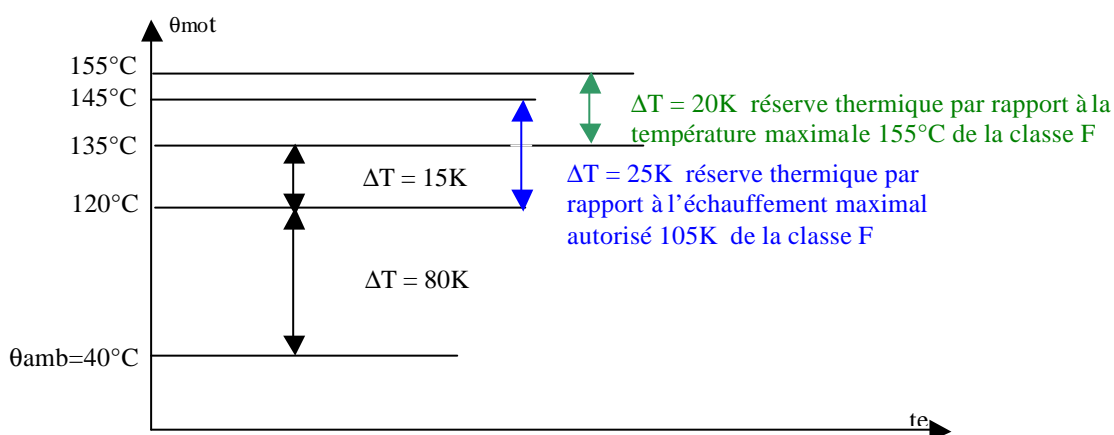 θmot
155°C
145°C
ΔT = 20K réserve thermique par rapport à la
température maximale 155°C de la classe F
135°C
ΔT = 15K
ΔT = 25K réserve thermique par
rapport à l'échauffement maximal
autorisé 105K de la classe F
120°C
ΔT = 80K
θamb=40°C
te